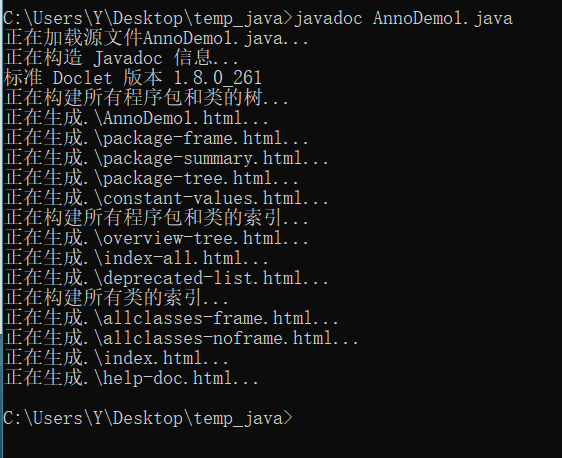 C:\Users\Y\Desktop\temp_java>javadoc AnnoDemo1.java
正在加载源文件AnnoDemo1.java...
正在构造 Javadoc 信息...
标准 Doclet 版本 1.8.0_261
正在构建所有程序包和类的树...
正在生成.\AnnoDemo1.html...
正在生成.\package-frame.html...
正在生成.\package-summary.html...
正在生成.\package-tree.html...
正在生成.\constant-values.html...
正在构建所有程序包和类的索引...
正在生成.\overview-tree.html...
正在生成.\index-all.html...
正在生成.\deprecated-list.html...
正在构建所有类的索引...
正在生成.\allclasses-frame.html...
正在生成.\allclasses-noframe.html...
正在生成.\index.html...
正在生成.\help-doc.html...
C:\Users\Y\Desktop\temp_java>